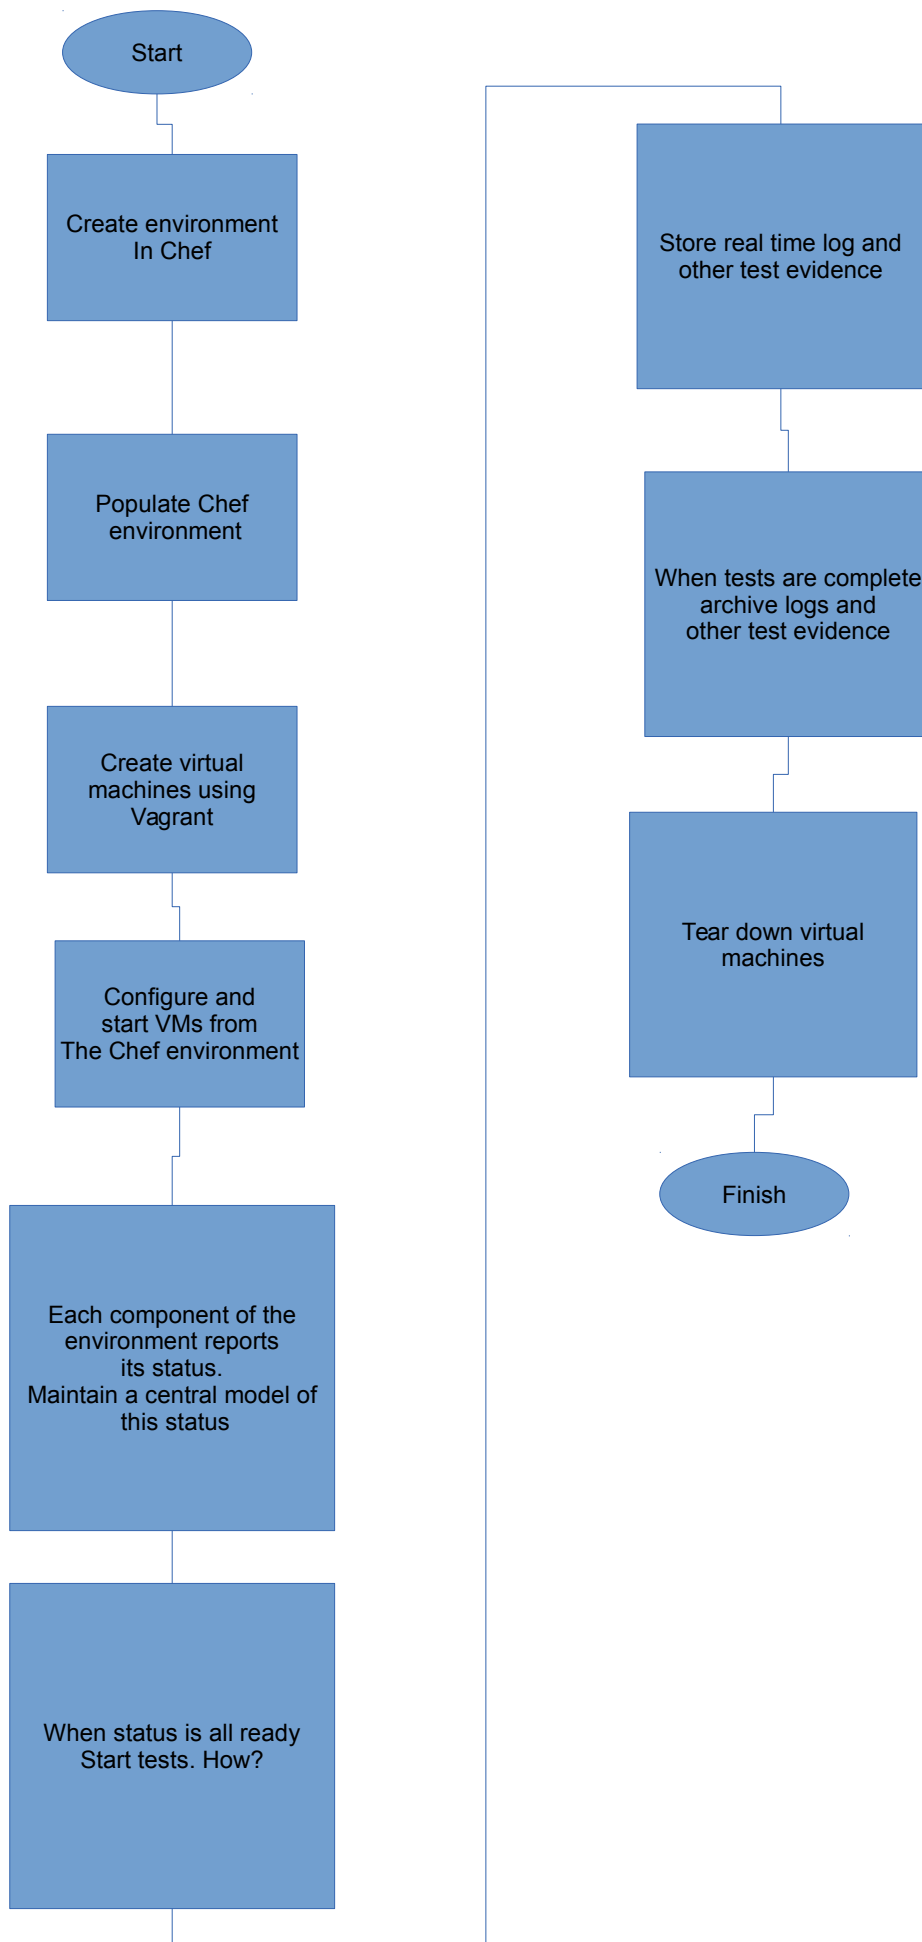 Start
Create environment
In Chef
Populate Chef
environment
Create virtual
machines using
Vagrant
Configure and
start VMs from
The Chef environment
Each component of the
environment reports
its status.
Maintain a central model of
this status
When status is all ready
Start tests. How?
Store real time log and
other test evidence
When tests are complete
archive logs and
other test evidence
Tear down virtual
machines
Finish